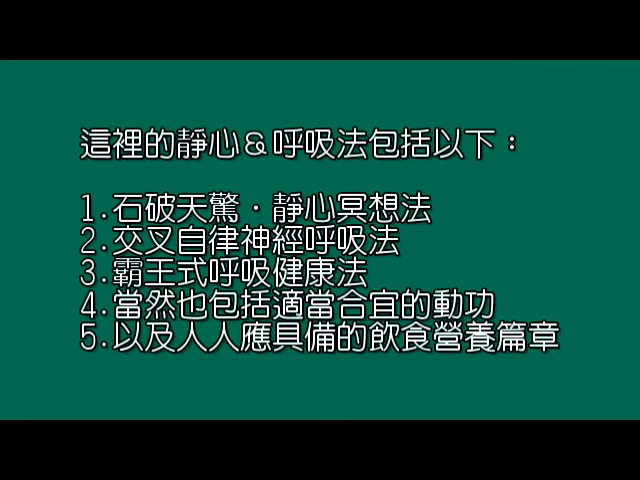 這裡的靜心＆呼吸法包括以下：
1.石破天驚．靜心冥想法
2.交叉自律神經呼吸法
3.霸王式呼吸健康法
4.當然也包括適當合宜的動功
5.以及人人應具備的飲食營養篇章